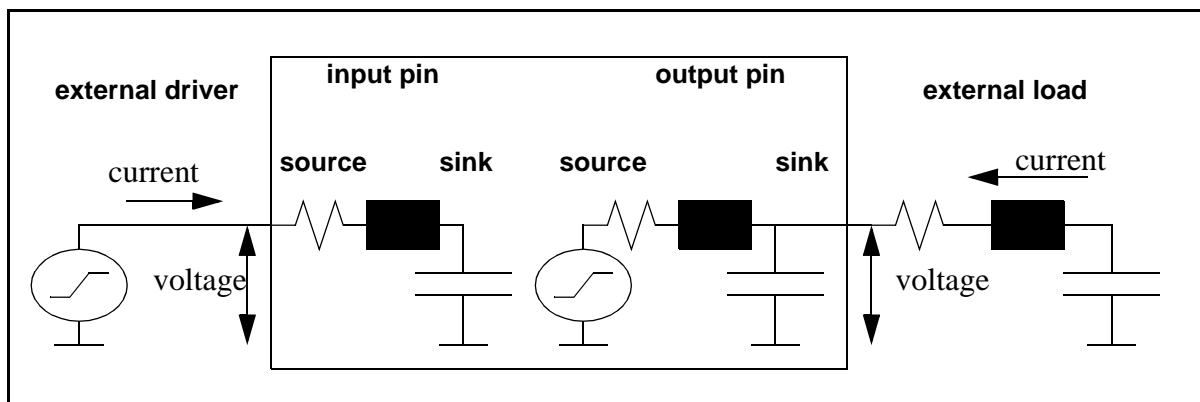 input pin
output pin
external driver
external load
source
sink
source
sink
current
current
voltage
voltage